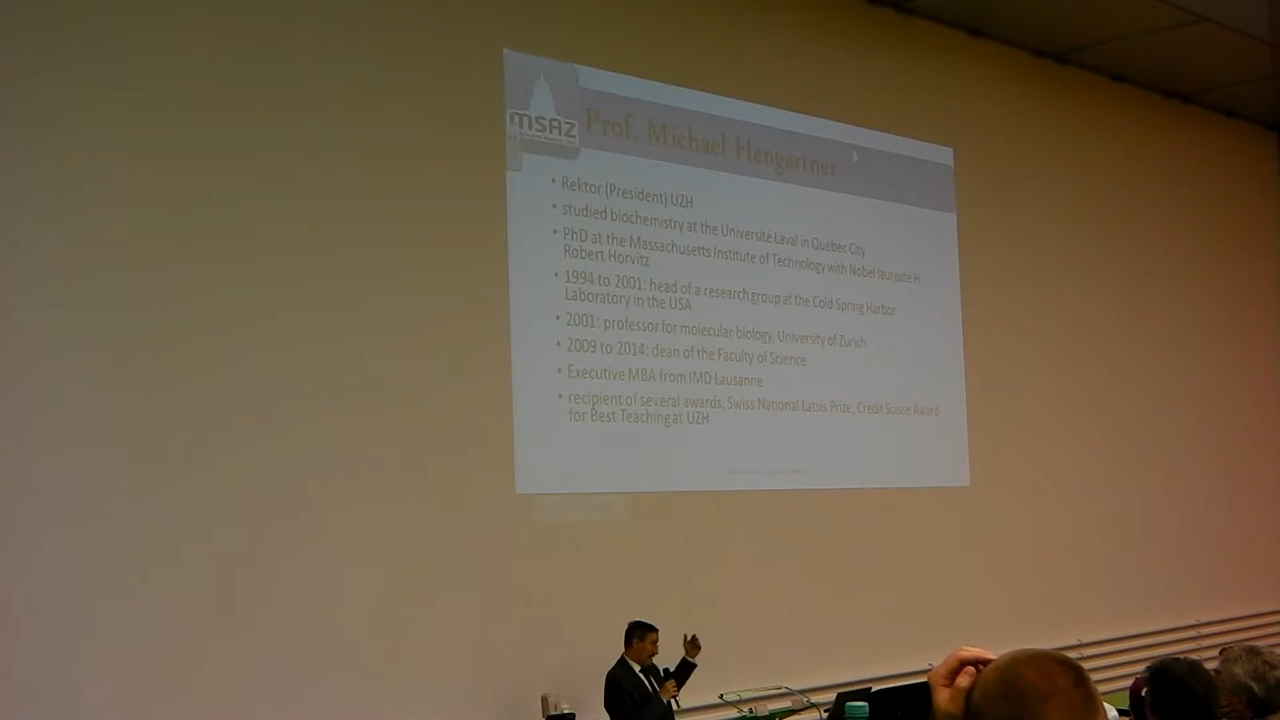 MSAZ
Prof. Michael Hengartner
• Rektor (President) UZH
• studied biochemistry at the Université Laval in Quebec City
• PhD at the Massachusetts Institute of Technology with Nobel laureate H.
Robert Horvitz
• 1994 to 2001: head of a research group at the Cold Spring Harbor
Laboratory in the USA
• 2001: professor for molecular biology, University of Zurich
• 2009 to 2014: dean of the Faculty of Science
• Executive MBA from IMD Lausanne
• recipient of several awards, Swiss National Latsis Prize, Credit Suisse Award
for Best Teaching at UZH